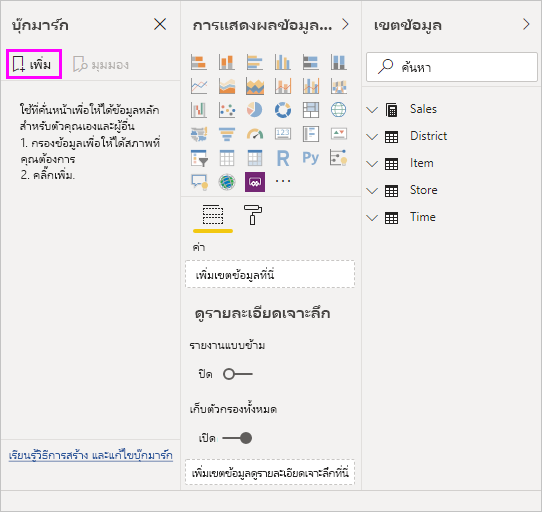 บุ๊กมาร์ก
เพิ่ม
มุมมอง
ใช้ที่คั่นหน้าเพื่อให้ได้ข้อมูลหลัก
สำหรับตัวคุณเองและผู้อื่น
1. กรองข้อมูลเพื่อให้ได้สภาพที่
คุณต้องการ
2. คลิ๊กเพิ่ม.
เรียนรู้วิธีการสร้าง และแก้ไขบุ๊กมาร์ก
การแสดงผลข้อมูล...
123
R
Py
...
ค่า
เพิ่มเขตข้อมูลที่นี่
ดูรายละเอียดเจาะลึก
รายงานแบบข้าม
ปิด
เก็บตัวกรองทั้งหมด
เปิด
เพิ่มเขตข้อมูลดูรายละเอียดเจาะลึกที่นี่
เขตข้อมูล
ค้นหา
Sales
District
Item
Store
Time